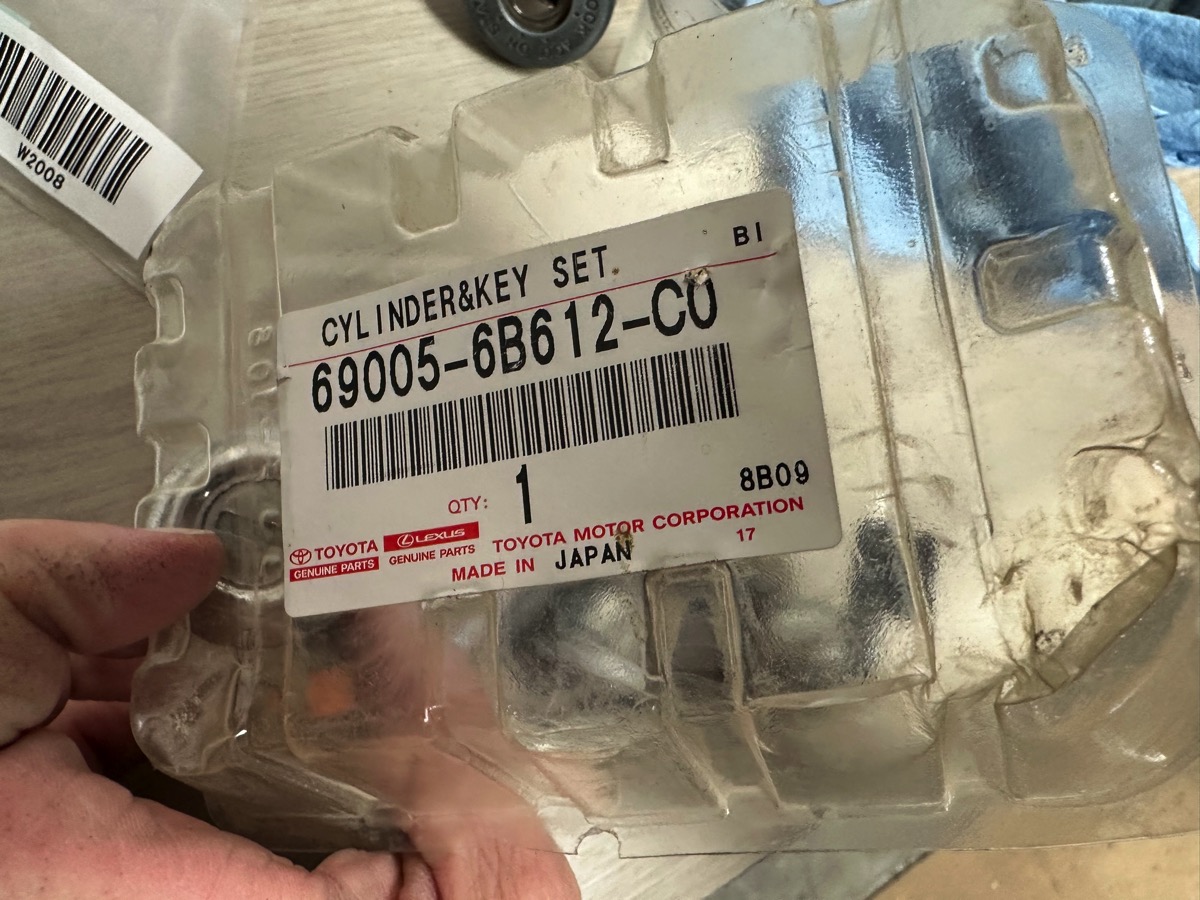 W2008
BI
CYLINDER&KEY SET
69005-6B612-C0
QTY: 1
8B09
TOYOTA
GENUINE PARTS
LEXUS
GENUINE PARTS
TOYOTA MOTOR CORPORATION
MADE IN JAPAN
17